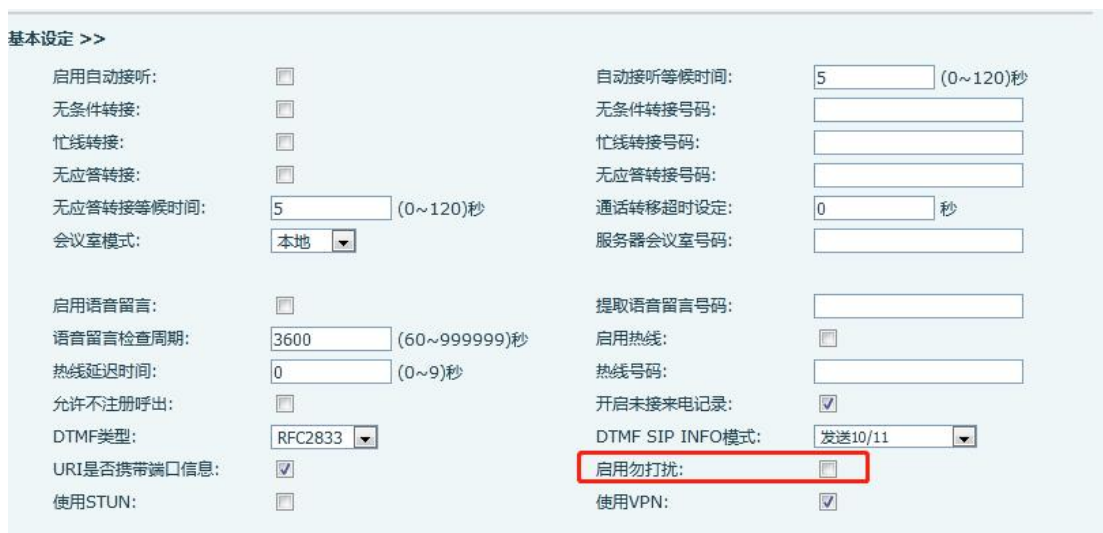 基本设定 >>
启用自动接听: 自动接听等候时间: 5 (0~120)秒
无条件转接: 无条件转接号码:
忙线转接: 忙线转接号码:
无应答转接: 无应答转接号码:
无应答转接等候时间: 5 (0~120)秒 通话转移超时设定: 0 秒
会议室模式: 本地 服务器会议室号码:
启用语音留言: 提取语音留言号码:
语音留言检查周期: 3600 (60~999999)秒 启用热线:
热线延迟时间: 0 (0~9)秒 热线号码:
允许不注册呼出: 开启未接来电记录:
DTMF类型: RFC2833 DTMF SIP INFO模式: 发送10/11
URI是否携带端口信息: 启用勿打扰:
使用STUN: 使用VPN: